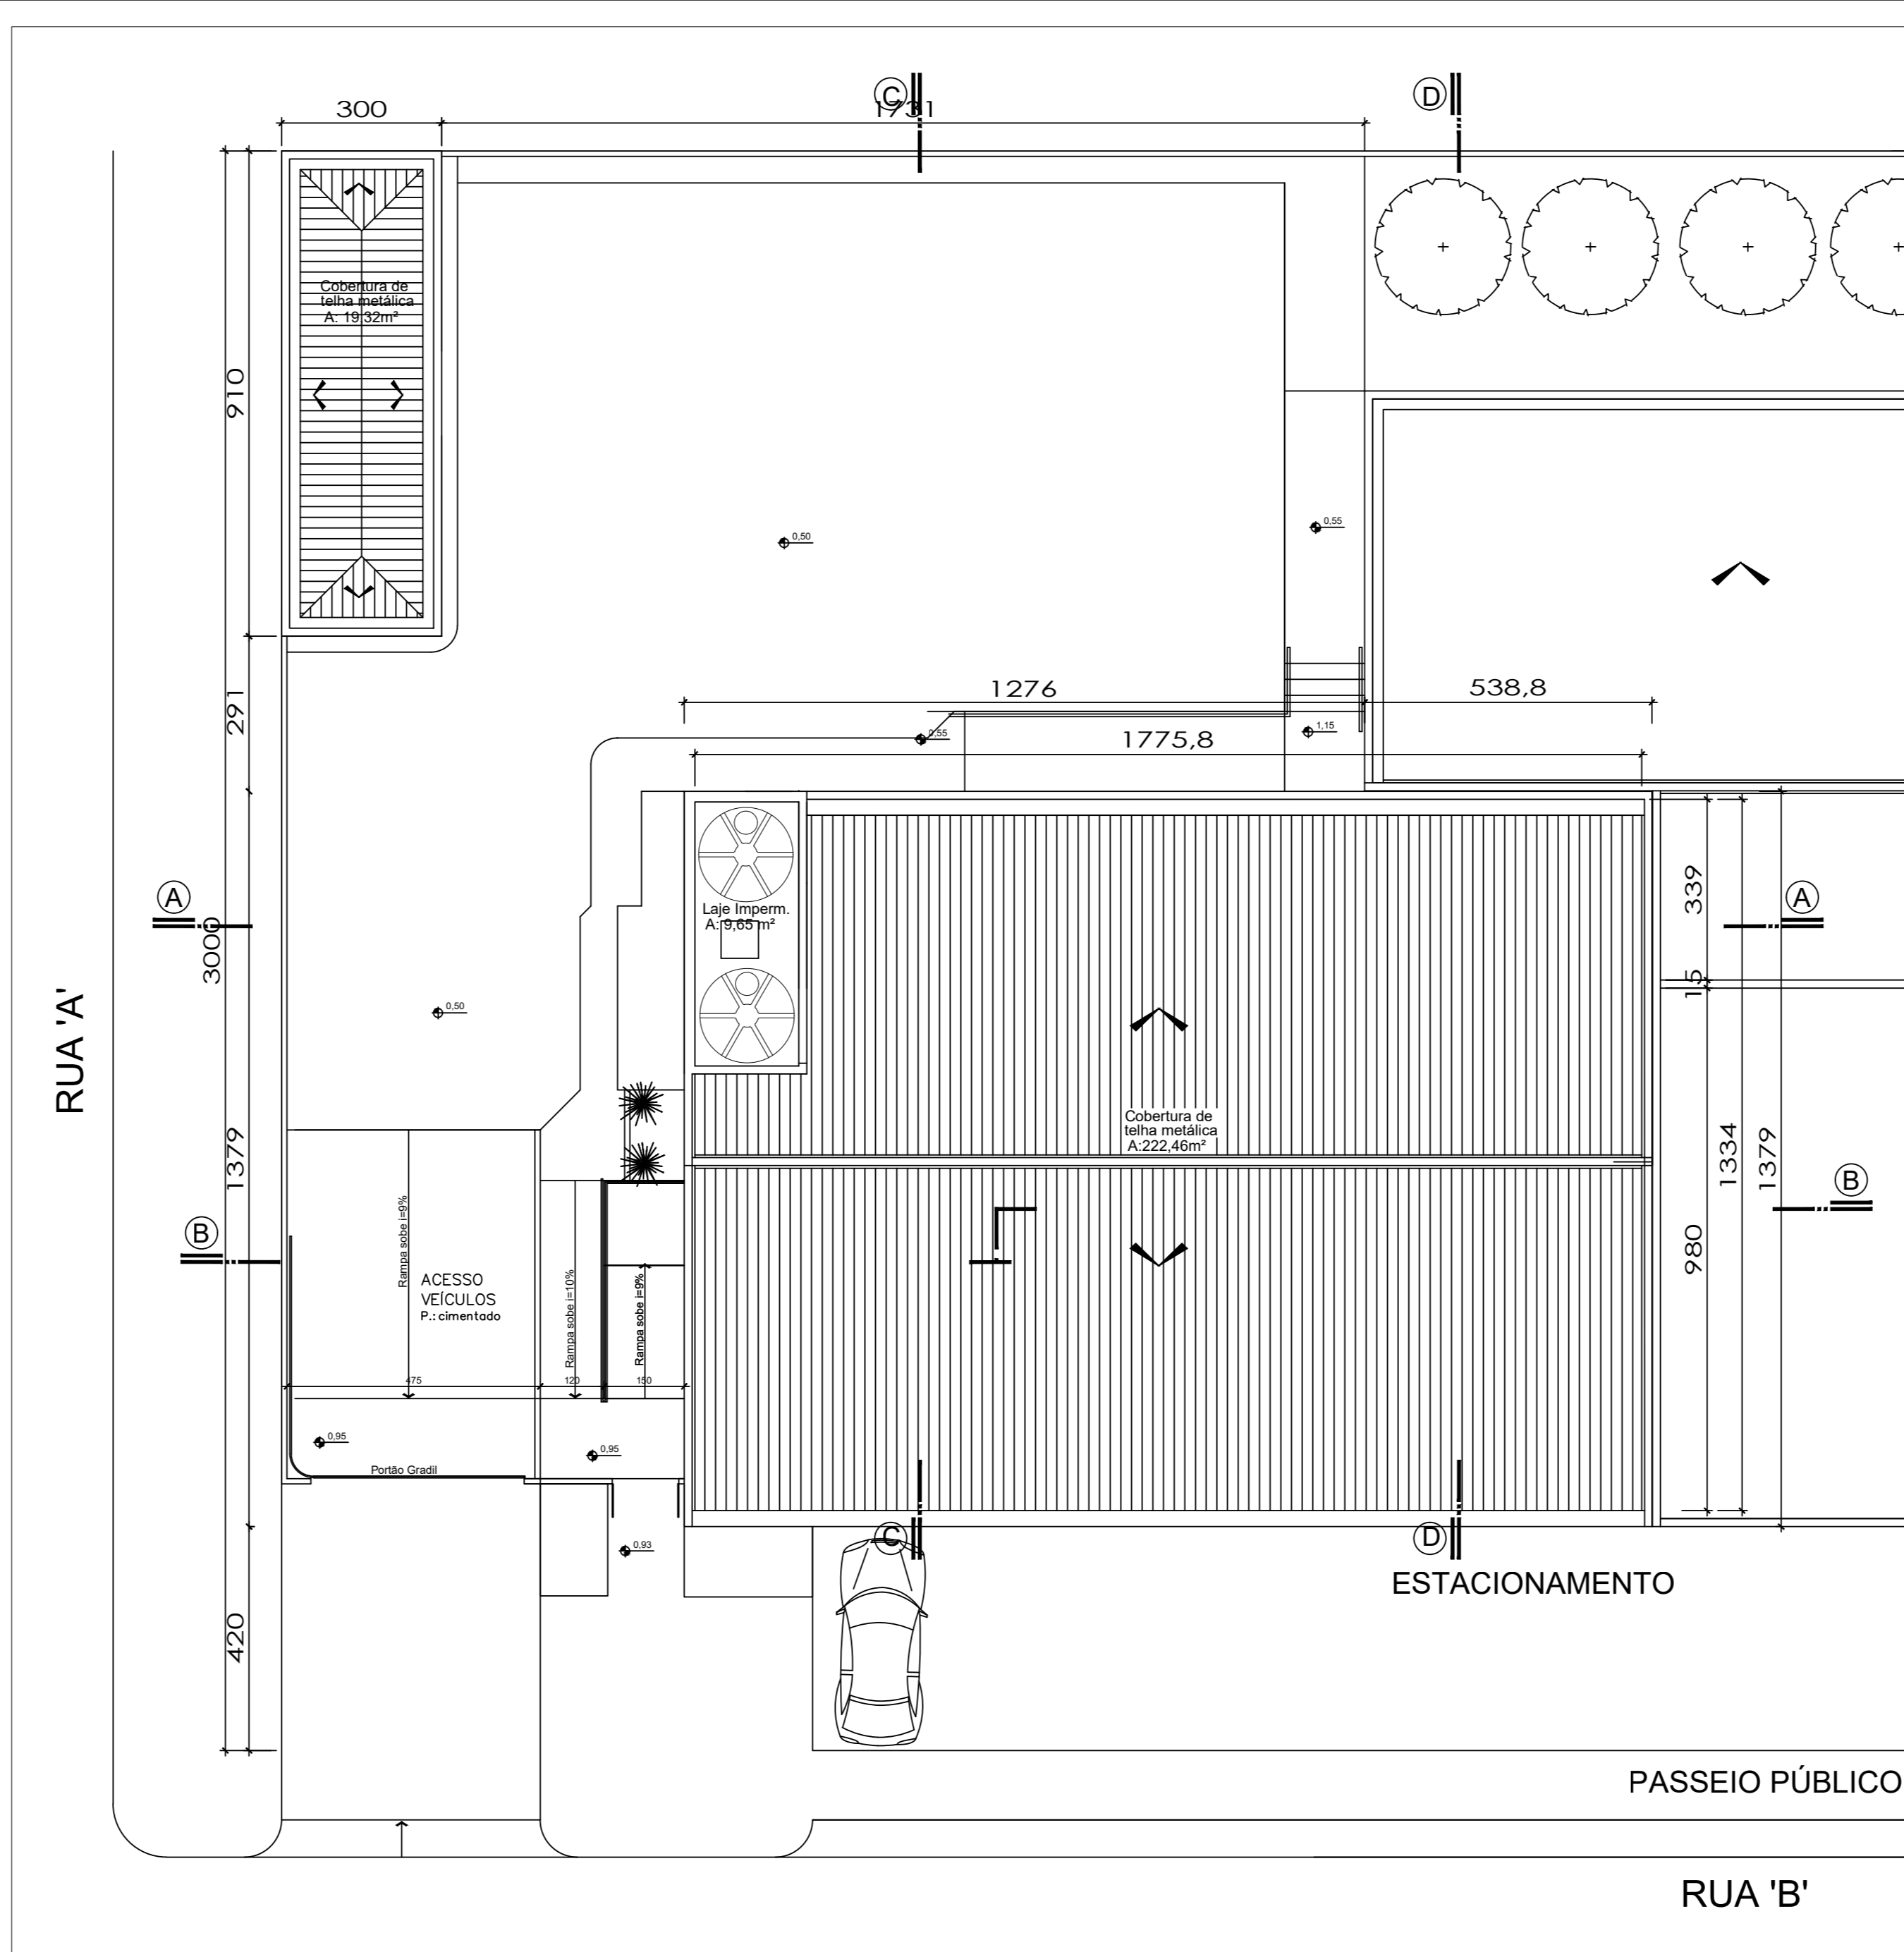 C
D
300
1731
Cobertura de
telha metálica
A: 19,32m²
910
0,55
0,50
291
1276
538,8
0,55
1,15
1775,8
339
A
A
Laje Imperm.
A: 9,65 m²
3000
15
0,50
RUA 'A'
Cobertura de
telha metálica
A:222,46m²
1379
1334
1379
B
B
980
Rampa sobe i=9%
ACESSO
VEÍCULOS
P.: cimentado
Rampa sobe i=10%
Rampa sobe i=9%
475
120
150
0,95
0,95
Portão Gradil
C
D
0,93
ESTACIONAMENTO
420
PASSEIO PÚBLICO
RUA 'B'